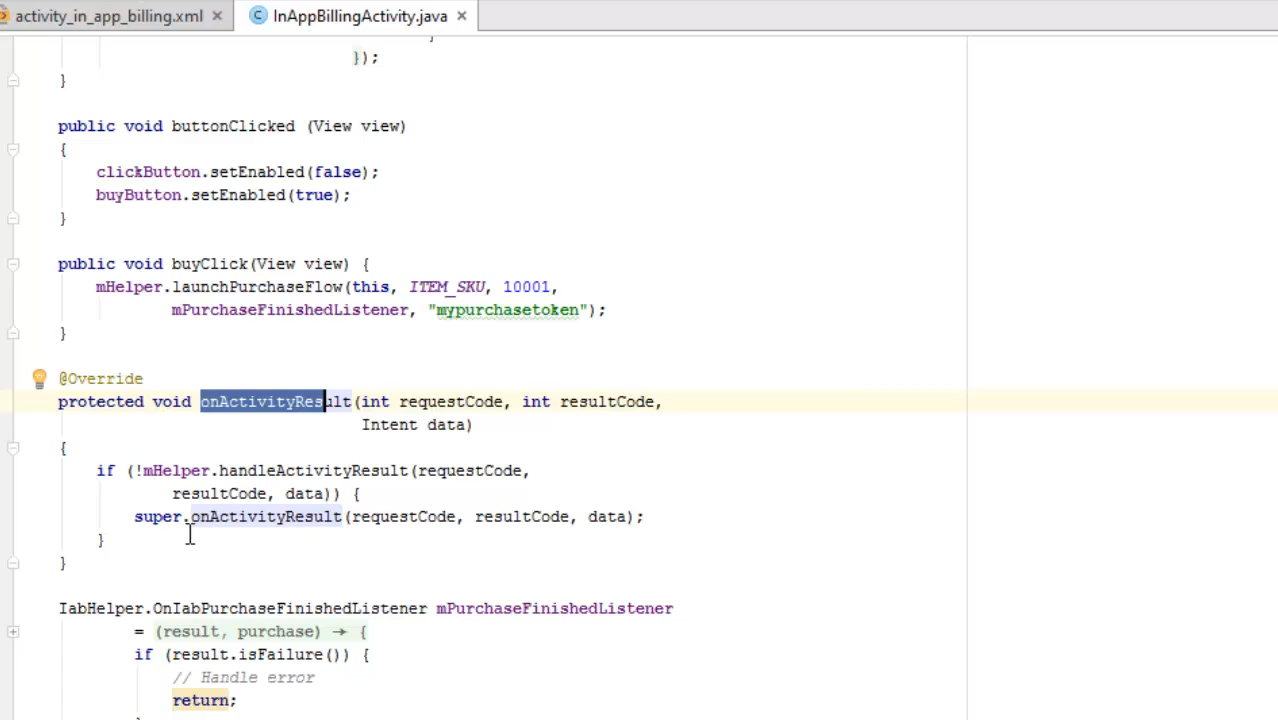 activity_in_app_billing.xml InAppBillingActivity.java
});
}
public void buttonClicked (View view)
{
clickButton.setEnabled(false);
buyButton.setEnabled(true);
}
public void buyClick(View view) {
mHelper.launchPurchaseFlow(this, ITEM_SKU, 10001,
mPurchaseFinishedListener, "mypurchasetoken");
}
@Override
protected void onActivityResult(int requestCode, int resultCode,
Intent data)
{
if (!mHelper.handleActivityResult(requestCode,
resultCode, data)) {
super.onActivityResult(requestCode, resultCode, data);
}
}
IabHelper.OnIabPurchaseFinishedListener mPurchaseFinishedListener
= (result, purchase) → {
if (result.isFailure()) {
// Handle error
return;